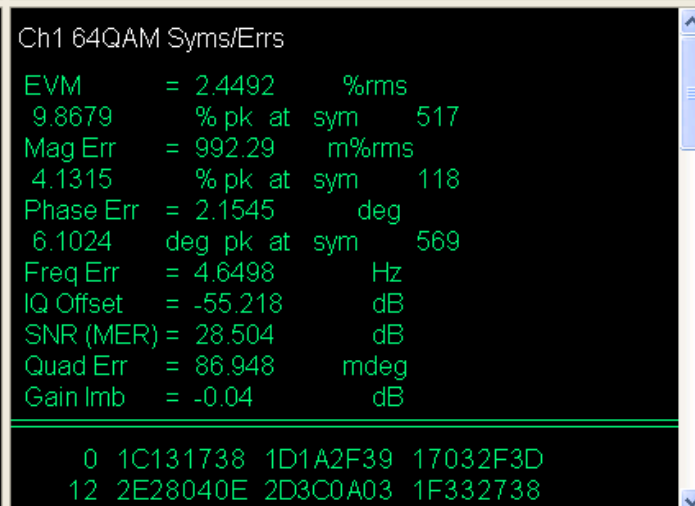 Ch1 64QAM Syms/Errs
EVM = 2.4492 %rms
9.8679 % pk at sym 517
Mag Err = 992.29 m%rms
4.1315 % pk at sym 118
Phase Err = 2.1545 deg
6.1024 deg pk at sym 569
Freq Err = 4.6498 Hz
IQ Offset = -55.218 dB
SNR (MER) = 28.504 dB
Quad Err = 86.948 mdeg
Gain Imb = -0.04 dB
0 1C131738 1D1A2F39 17032F3D
12 2E28040E 2D3C0A03 1F332738